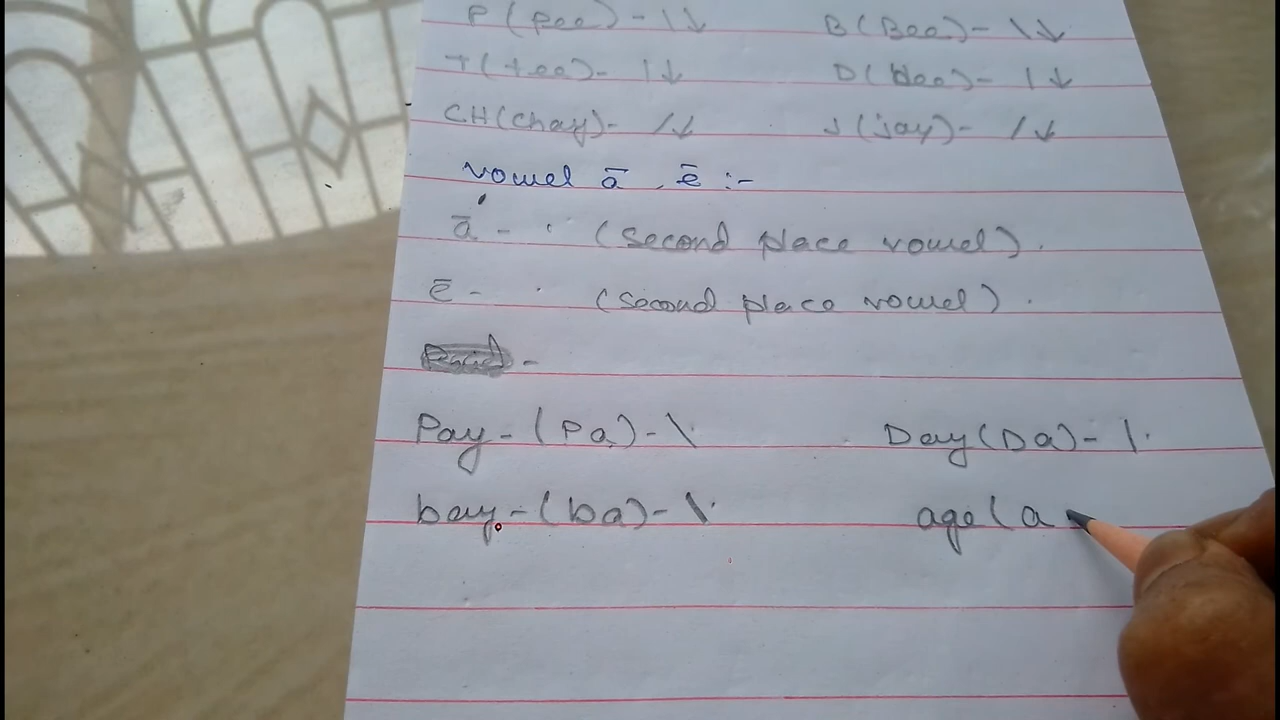 P (pee) - \ ↓ B (Bee) - \ ↓
T (tee) - | ↓ D (dee) - | ↓
CH (chay) - / ↓ J (jay) - / ↓
vowel ā , ē :-
ā - · (second place vowel) .
ē - · (second place vowel) .
Pay - (Pa) - \ · Day (Da) - | ·
bay - (ba) - \ · age ( a